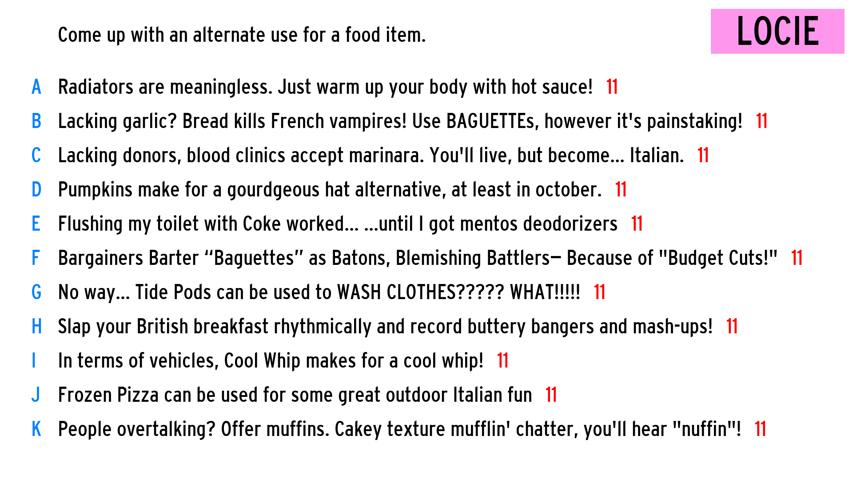 Come up with an alternate use for a food item.
LOCIE
A Radiators are meaningless. Just warm up your body with hot sauce! 11
B Lacking garlic? Bread kills French vampires! Use BAGUETTEs, however it's painstaking! 11
C Lacking donors, blood clinics accept marinara. You'll live, but become... Italian. 11
D Pumpkins make for a gourdgeous hat alternative, at least in october. 11
E Flushing my toilet with Coke worked... ...until I got mentos deodorizers 11
F Bargainers Barter “Baguettes” as Batons, Blemishing Battlers— Because of "Budget Cuts!" 11
G No way... Tide Pods can be used to WASH CLOTHES????? WHAT!!!!! 11
H Slap your British breakfast rhythmically and record buttery bangers and mash-ups! 11
I In terms of vehicles, Cool Whip makes for a cool whip! 11
J Frozen Pizza can be used for some great outdoor Italian fun 11
K People overtalking? Offer muffins. Cakey texture mufflin' chatter, you'll hear "nuffin"! 11